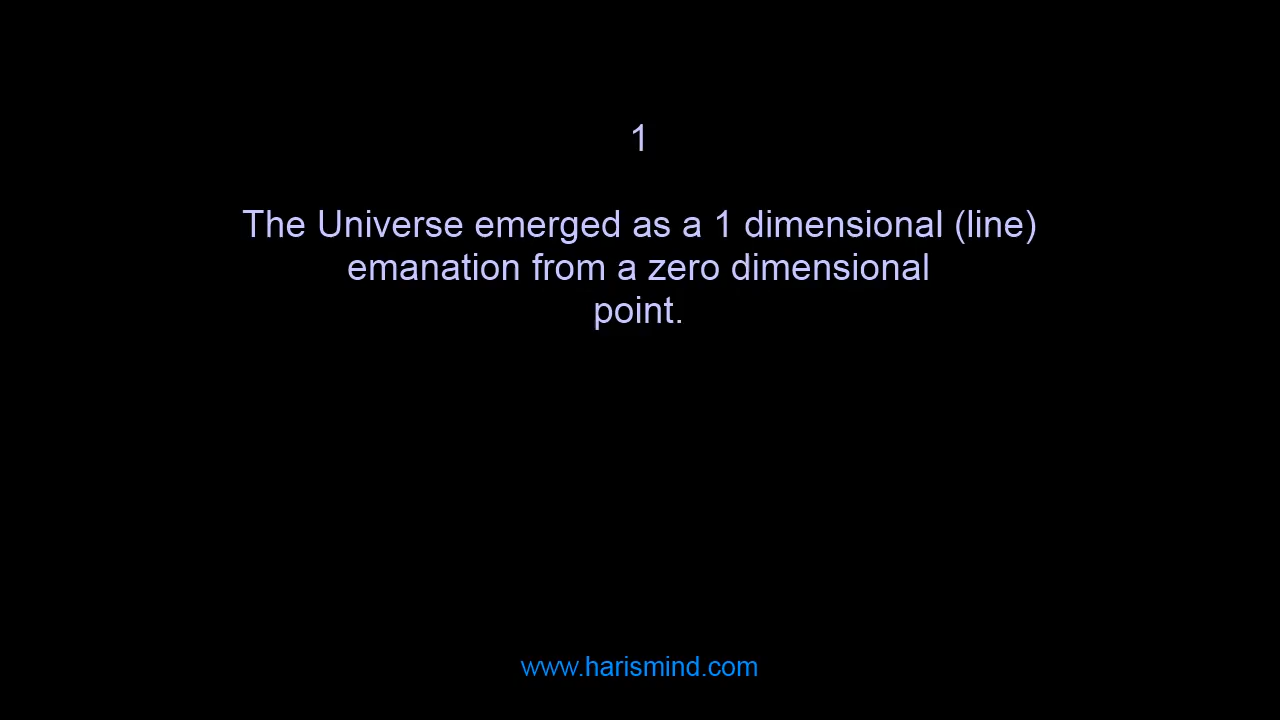 1
The Universe emerged as a 1 dimensional (line)
emanation from a zero dimensional
point.
www.harismind.com